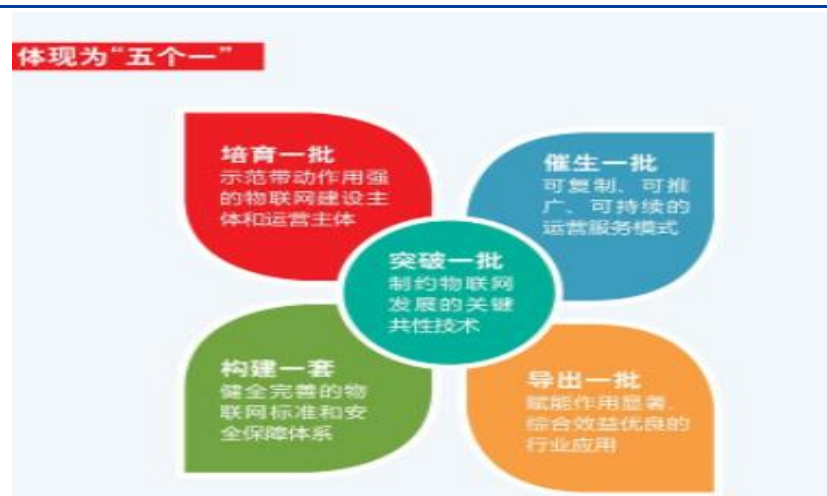 体现为“五个一”
培育一批
示范带动作用强
的物联网建设主
体和运营主体
催生一批
可复制、可推
广、可持续的
运营服务模式
突破一批
制约物联网
发展的关键
共性技术
构建一套
健全完善的物
联网标准和安
全保障体系
导出一批
赋能作用显著、
综合效益优良的
行业应用